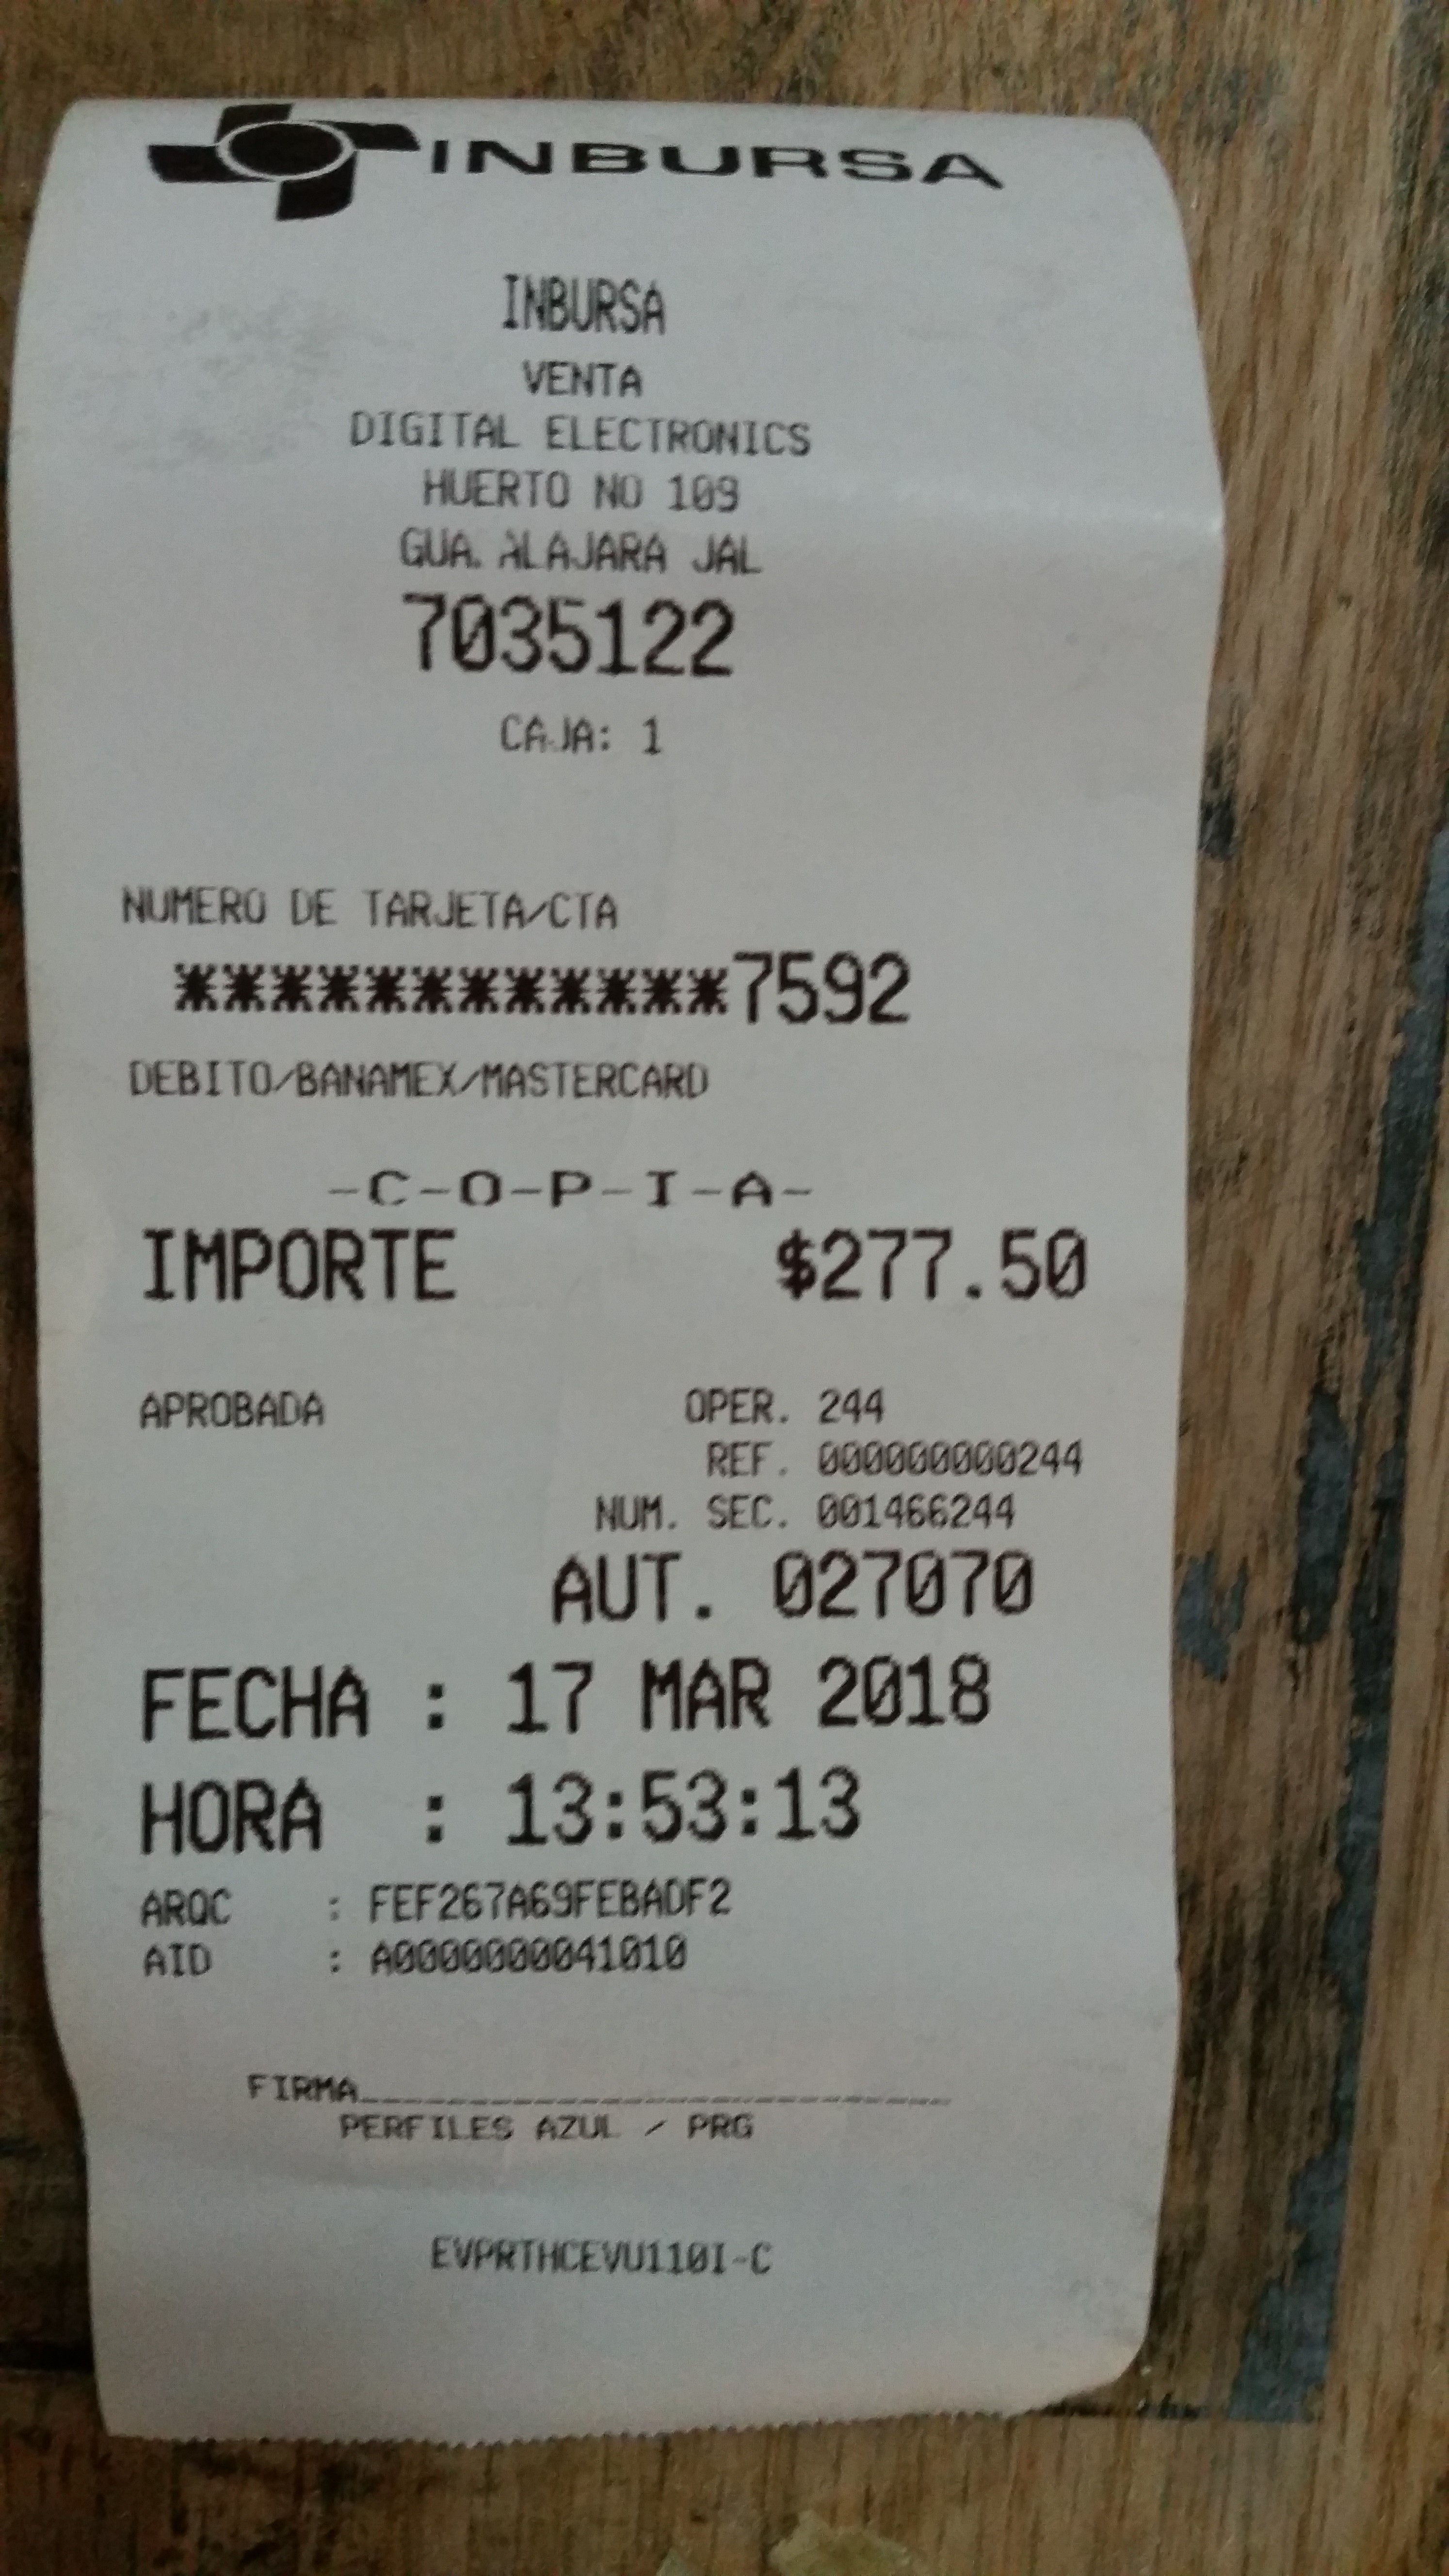 INBURSA
INBURSA
VENTA
DIGITAL ELECTRONICS
HUERTO NO 109
GUA. ALAJARA JAL
7035122
CAJA: 1
NUMERO DE TARJETA/CTA
************7592
DEBITO/BANAMEX/MASTERCARD
-C-O-P-I-A-
IMPORTE $277.50
APROBADA OPER. 244
REF. 000000000244
NUM. SEC. 001466244
AUT. 027070
FECHA : 17 MAR 2018
HORA : 13:53:13
ARQC : FEF267A69FEBADF2
AID : A0000000041010
FIRMA__________________________
PERFILES AZUL / PRG
EVPRTHCEVU110I-C